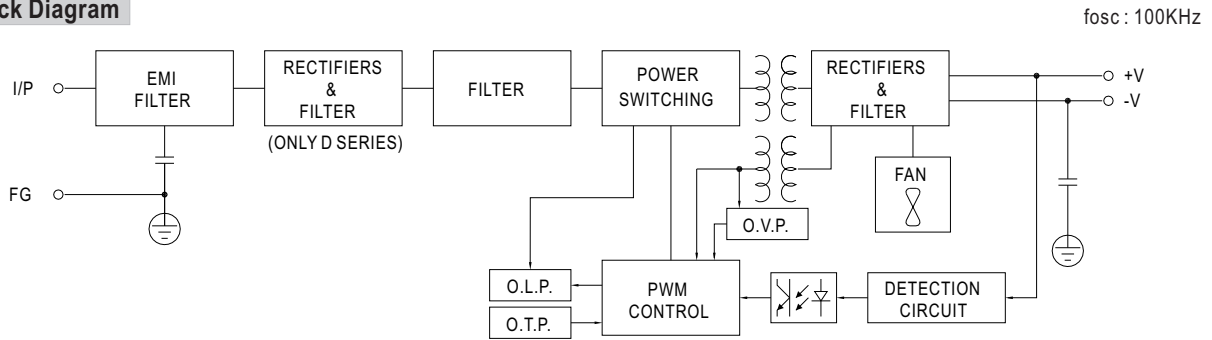 ck Diagram
fosc : 100KHz
I/P
EMI
FILTER
RECTIFIERS
&
FILTER
(ONLY D SERIES)
FILTER
POWER
SWITCHING
RECTIFIERS
&
FILTER
+V
-V
FG
FAN
O.V.P.
O.L.P.
O.T.P.
PWM
CONTROL
DETECTION
CIRCUIT